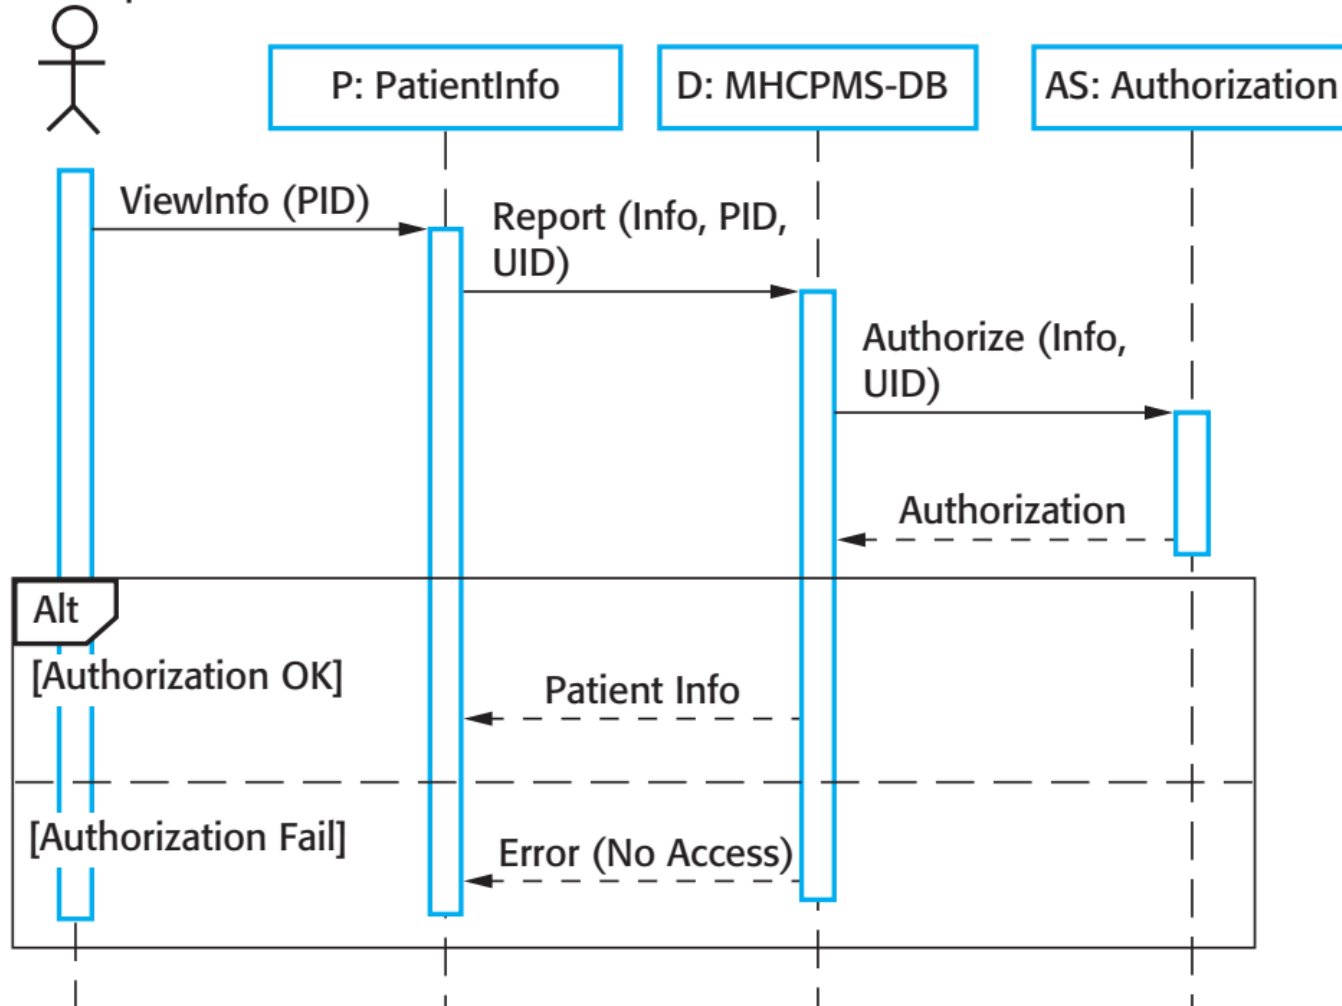 P: PatientInfo
D: MHCPMS-DB
AS: Authorization
ViewInfo (PID)
Report (Info, PID,
UID)
Authorize (Info,
UID)
Authorization
Alt
[Authorization OK]
Patient Info
[Authorization Fail]
Error (No Access)